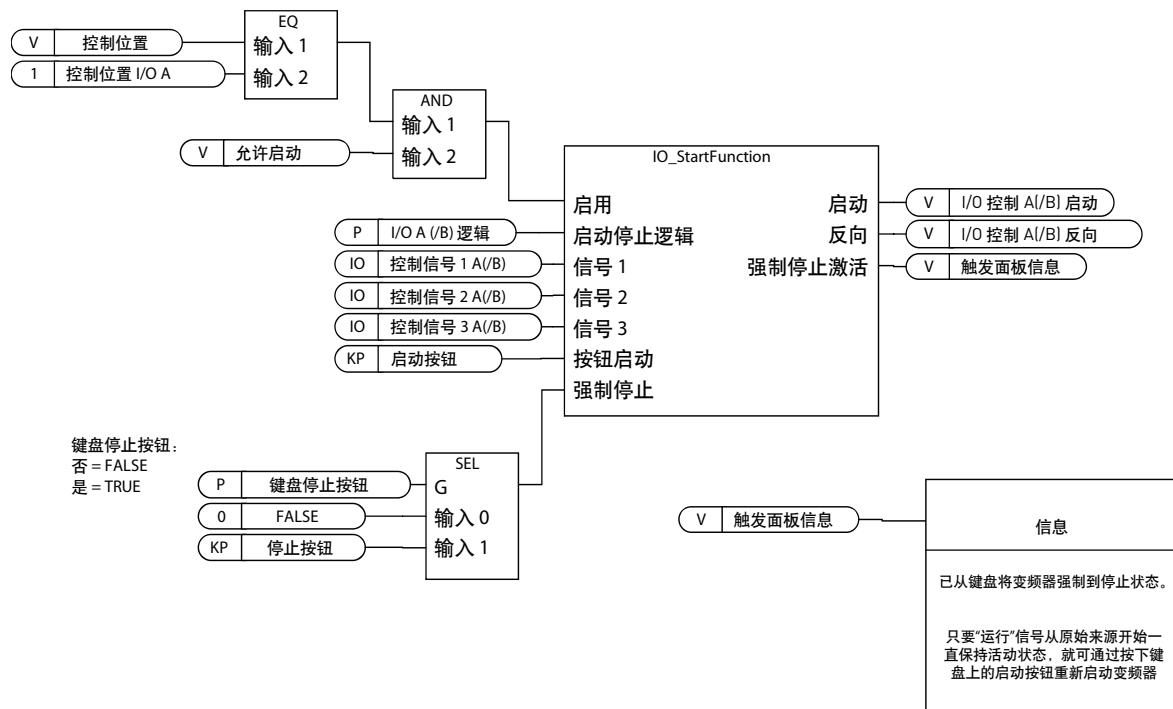 EQ
V 控制位置
输入 1
1 控制位置 I/O A
输入 2
AND
输入 1
V 允许启动
输入 2
IO_StartFunction
启用
启动
V I/O 控制 A(/B) 启动
P I/O A (/B) 逻辑
启动停止逻辑
反向
V I/O 控制 A(/B) 反向
IO 控制信号 1 A(/B)
信号 1
强制停止激活
V 触发面板信息
IO 控制信号 2 A(/B)
信号 2
IO 控制信号 3 A(/B)
信号 3
KP 启动按钮
按钮启动
强制停止
键盘停止按钮:
否 = FALSE
是 = TRUE
SEL
P 键盘停止按钮
G
0 FALSE
输入 0
KP 停止按钮
输入 1
V 触发面板信息
信息
已从键盘将变频器强制到停止状态。
只要“运行”信号从原始来源开始一
直保持活动状态，就可通过按下键
盘上的启动按钮重新启动变频器